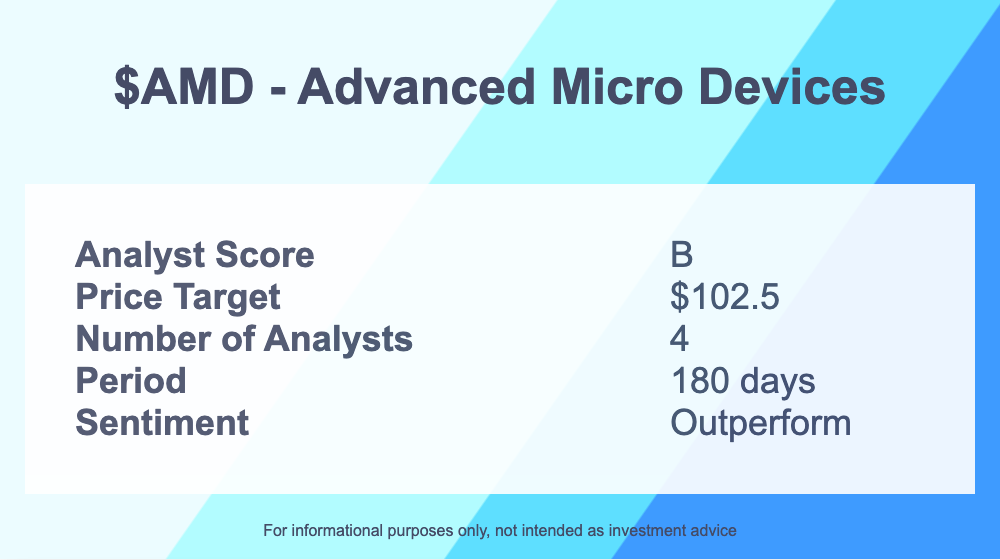 $AMD - Advanced Micro Devices
Analyst Score B
Price Target $102.5
Number of Analysts 4
Period 180 days
Sentiment Outperform
For informational purposes only, not intended as investment advice